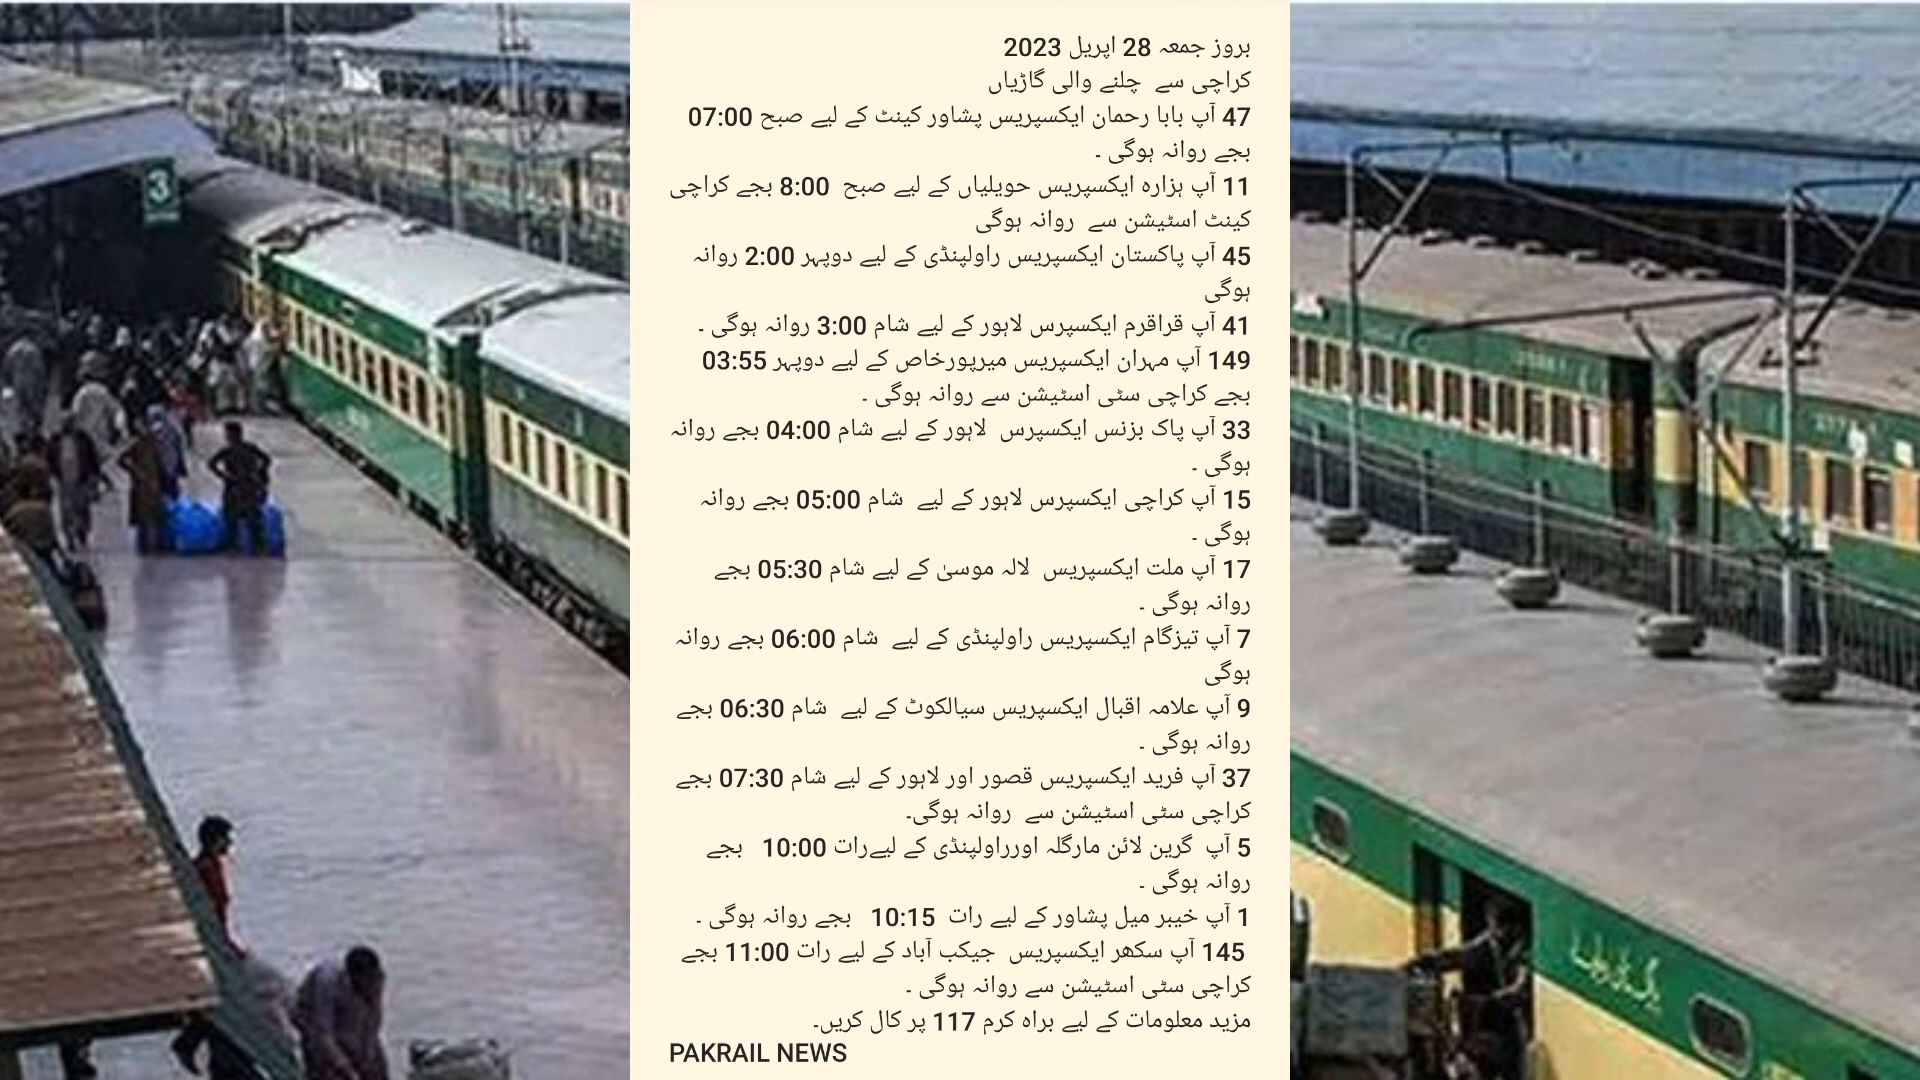 3
بروز جمعہ 28 اپریل 2023
کراچی سے چلنے والی گاڑیاں
47 آپ بابا رحمان ایکسپریس پشاور کینٹ کے لیے صبح 07:00
بجے روانہ ہوگی ۔
11 آپ ہزارہ ایکسپریس حویلیاں کے لیے صبح 8:00 بجے کراچی
کینٹ اسٹیشن سے روانہ ہوگی
45 آپ پاکستان ایکسپریس راولپنڈی کے لیے دوپہر 2:00 روانہ
ہوگی
41 آپ قراقرم ایکسپرس لاہور کے لیے شام 3:00 روانہ ہوگی ۔
149 آپ مہران ایکسپریس میرپورخاص کے لیے دوپہر 03:55
بجے کراچی سٹی اسٹیشن سے روانہ ہوگی ۔
33 آپ پاک بزنس ایکسپرس لاہور کے لیے شام 04:00 بجے روانہ
ہوگی ۔
15 آپ کراچی ایکسپرس لاہور کے لیے شام 05:00 بجے روانہ
ہوگی ۔
17 آپ ملت ایکسپریس لالہ موسیٰ کے لیے شام 05:30 بجے
روانہ ہوگی ۔
7 آپ تیزگام ایکسپریس راولپنڈی کے لیے شام 06:00 بجے روانہ
ہوگی
9 آپ علامہ اقبال ایکسپریس سیالکوٹ کے لیے شام 06:30 بجے
روانہ ہوگی ۔
37 آپ فرید ایکسپریس قصور اور لاہور کے لیے شام 07:30 بجے
کراچی سٹی اسٹیشن سے روانہ ہوگی۔
5 آپ گرین لائن مارگلہ اورراولپنڈی کے لیےرات 10:00 بجے
روانہ ہوگی ۔
1 آپ خیبر میل پشاور کے لیے رات 10:15 بجے روانہ ہوگی ۔
145 آپ سکھر ایکسپریس جیکب آباد کے لیے رات 11:00 بجے
کراچی سٹی اسٹیشن سے روانہ ہوگی ۔
مزید معلومات کے لیے براہ کرم 117 پر کال کریں۔
PAKRAIL NEWS